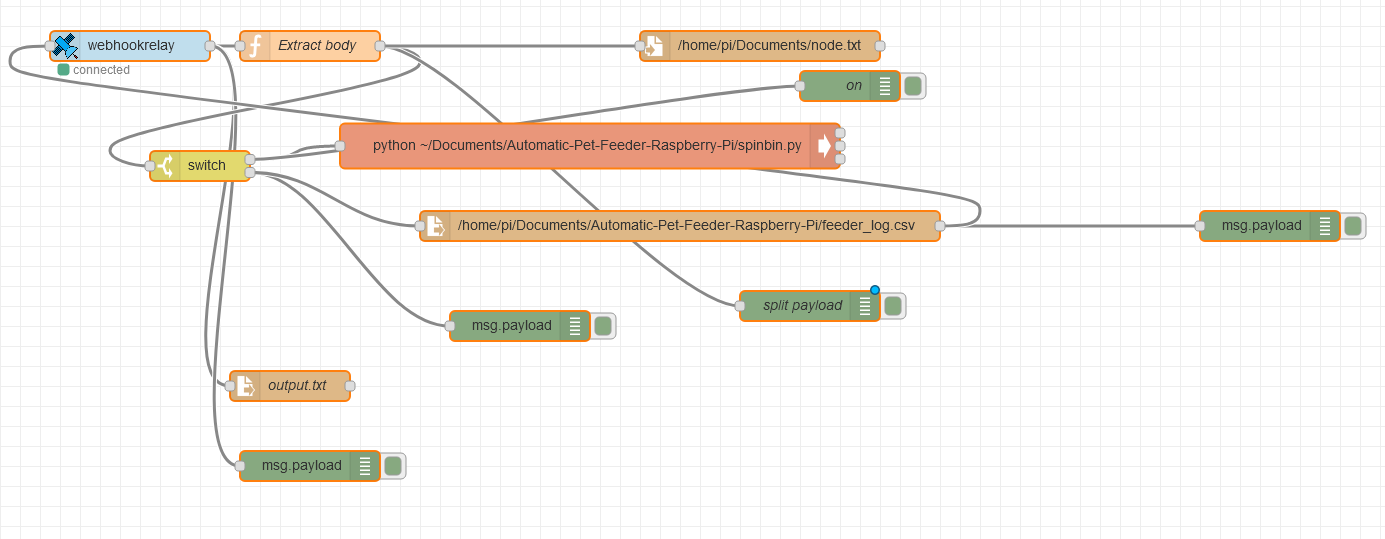 webhookrelay
connected
Extract body
/home/pi/Documents/node.txt
on
python ~/Documents/Automatic-Pet-Feeder-Raspberry-Pi/spinbin.py
switch
/home/pi/Documents/Automatic-Pet-Feeder-Raspberry-Pi/feeder_log.csv
msg.payload
split payload
msg.payload
output.txt
msg.payload